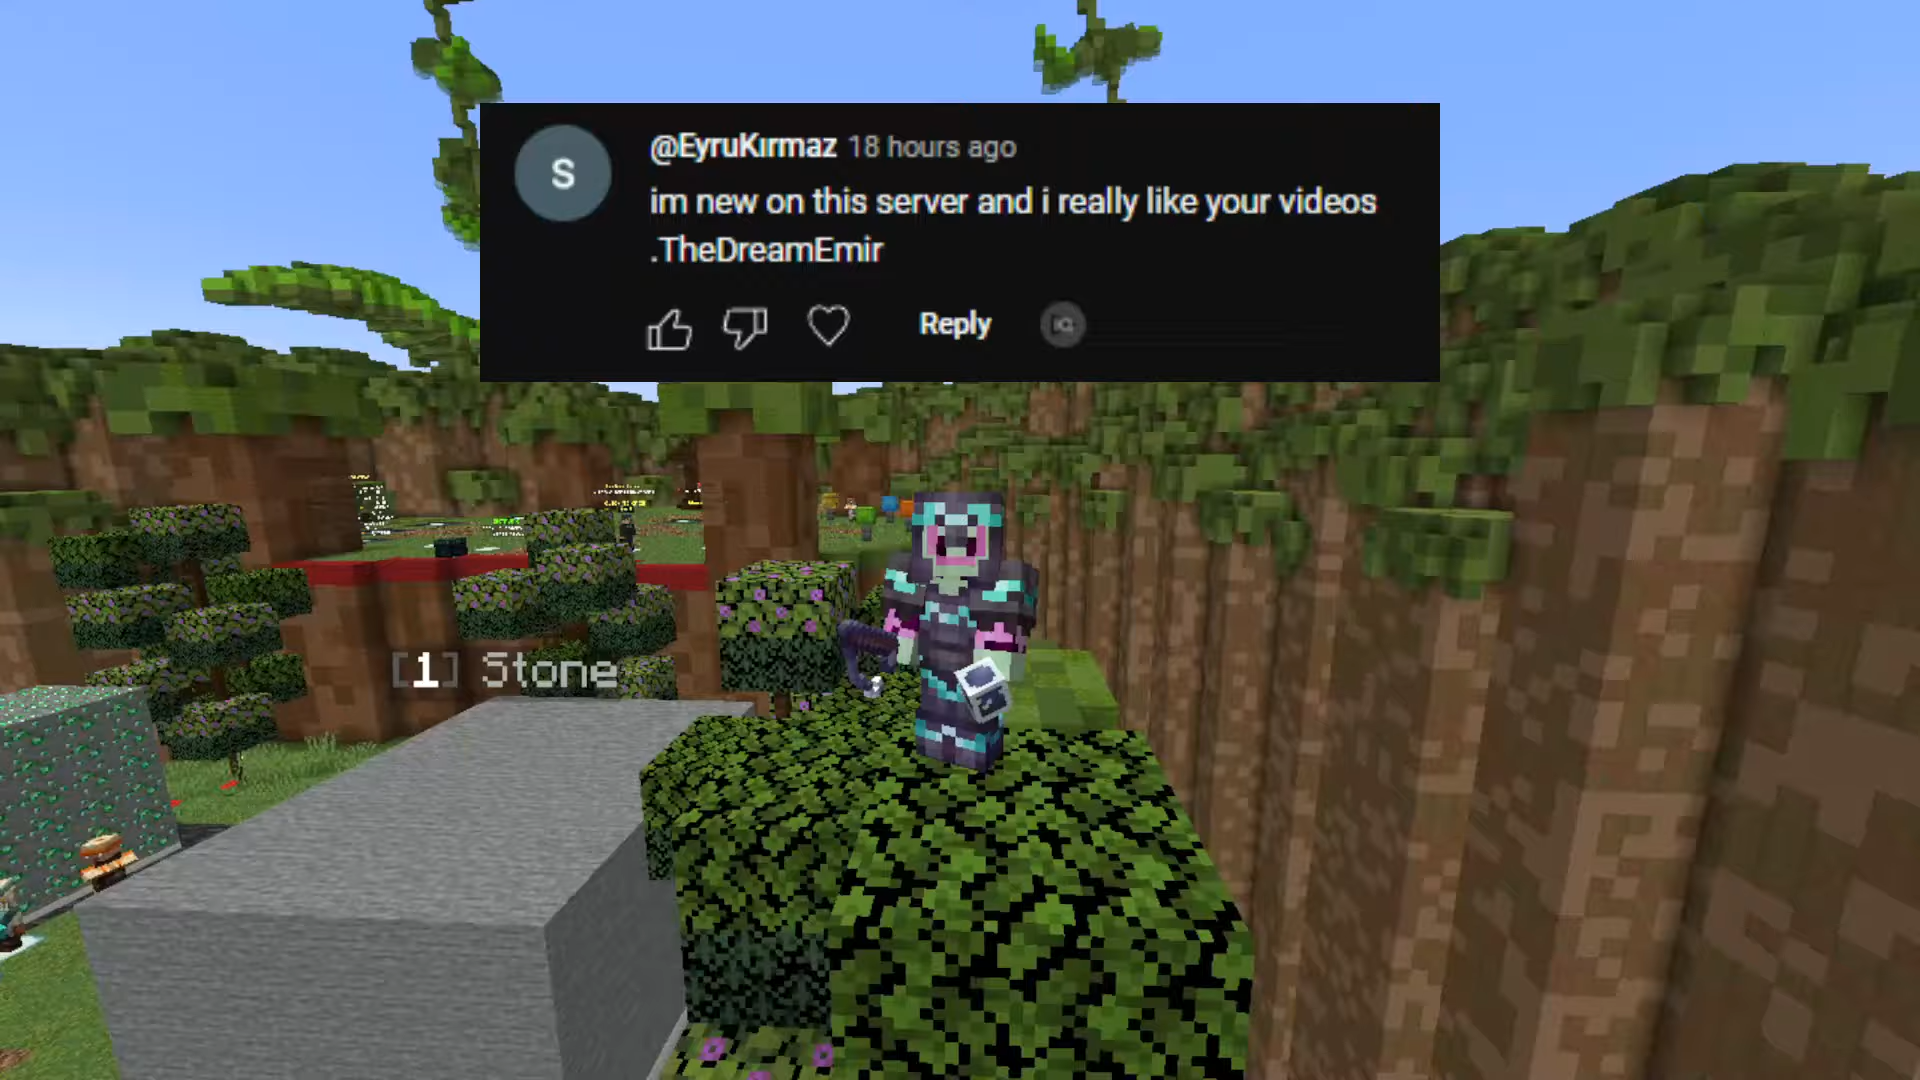 S
@EyruKırmaz 18 hours ago
im new on this server and i really like your videos
.TheDreamEmir
Reply
[1] Stone